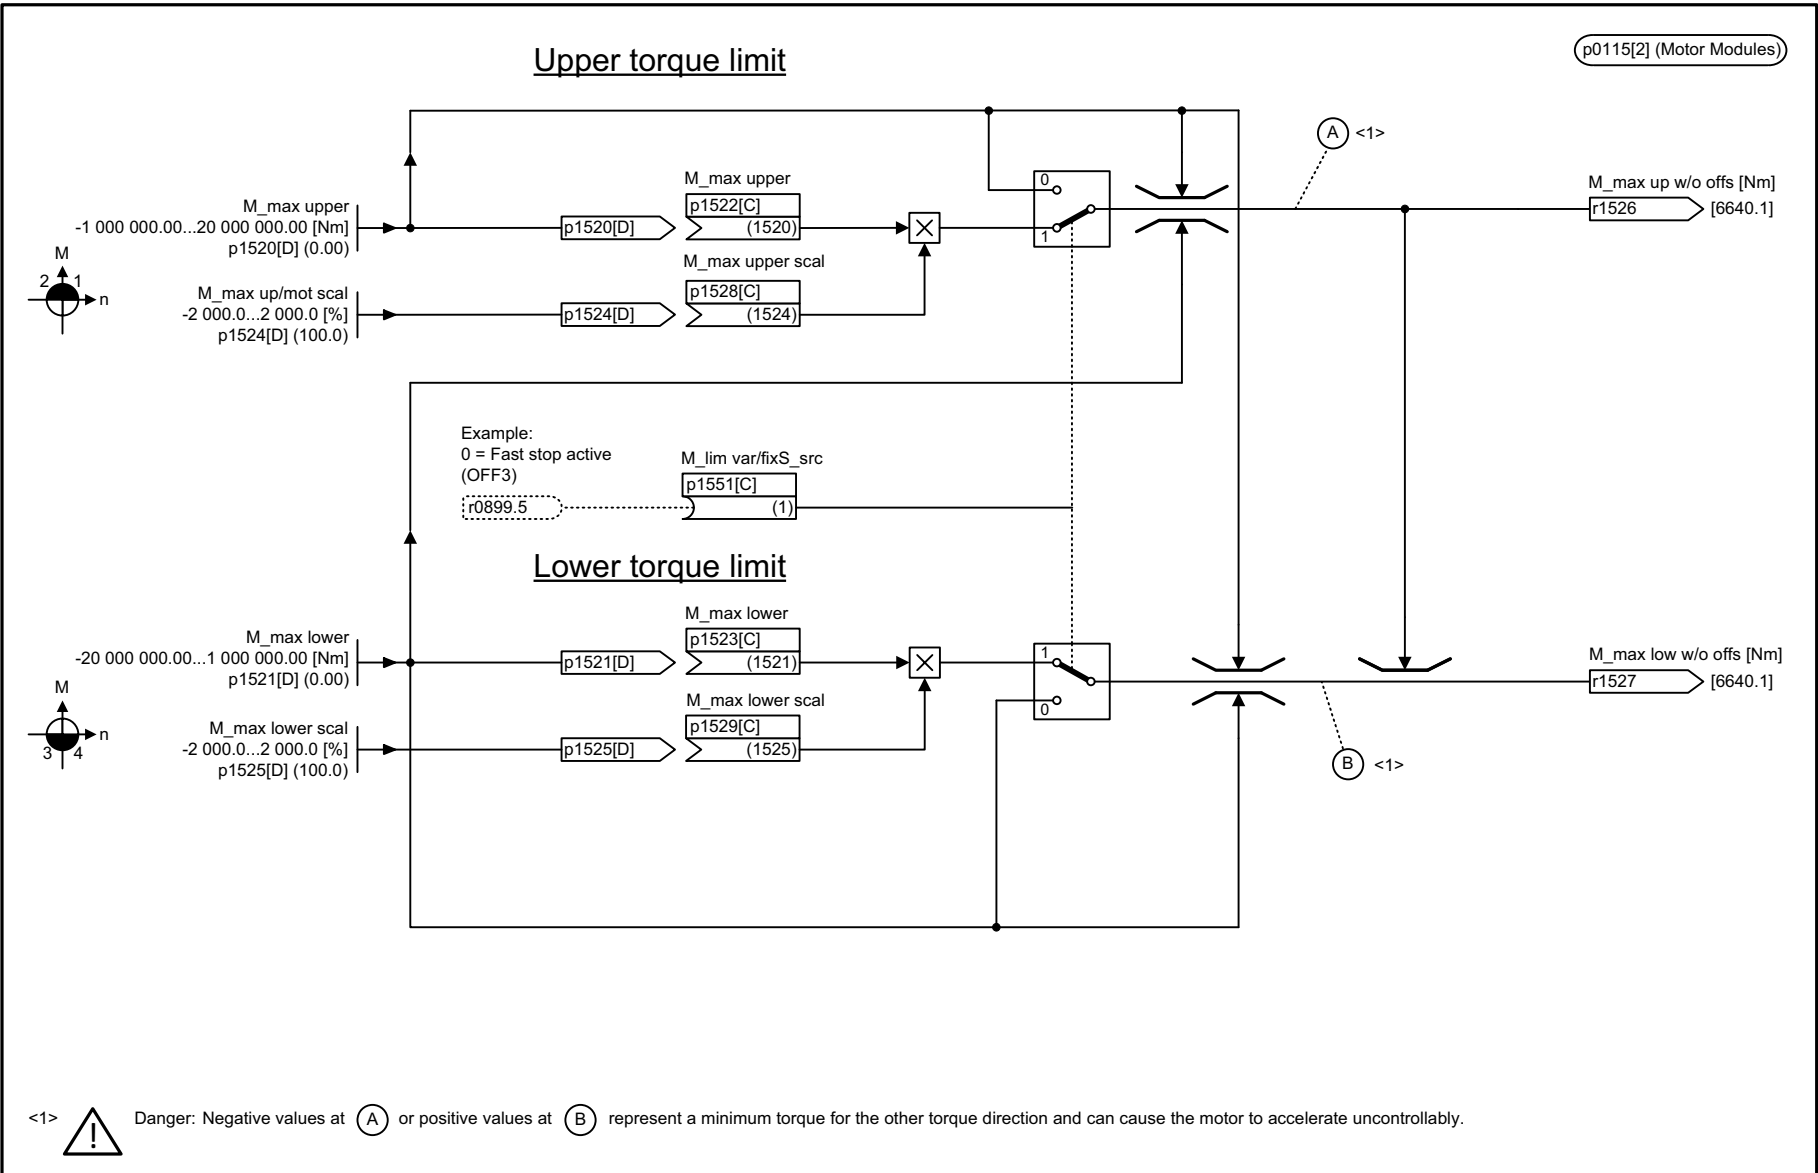 Upper torque limit
p0115[2] (Motor Modules)
A <1>
M_max upper
-1 000 000.00...20 000 000.00 [Nm]
p1520[D] (0.00)
p1520[D]
M_max upper
p1522[C]
(1520)
0
1
M_max up w/o offs [Nm]
r1526
[6640.1]
M
2 1
n
M_max up/mot scal
-2 000.0...2 000.0 [%]
p1524[D] (100.0)
p1524[D]
M_max upper scal
p1528[C]
(1524)
Example:
0 = Fast stop active
(OFF3)
r0899.5
M_lim var/fixS_src
p1551[C]
(1)
Lower torque limit
M_max lower
-20 000 000.00...1 000 000.00 [Nm]
p1521[D] (0.00)
p1521[D]
M_max lower
p1523[C]
(1521)
1
0
M_max low w/o offs [Nm]
r1527
[6640.1]
M
n
3 4
M_max lower scal
-2 000.0...2 000.0 [%]
p1525[D] (100.0)
p1525[D]
M_max lower scal
p1529[C]
(1525)
B <1>
<1> ! Danger: Negative values at A or positive values at B represent a minimum torque for the other torque direction and can cause the motor to accelerate uncontrollably.